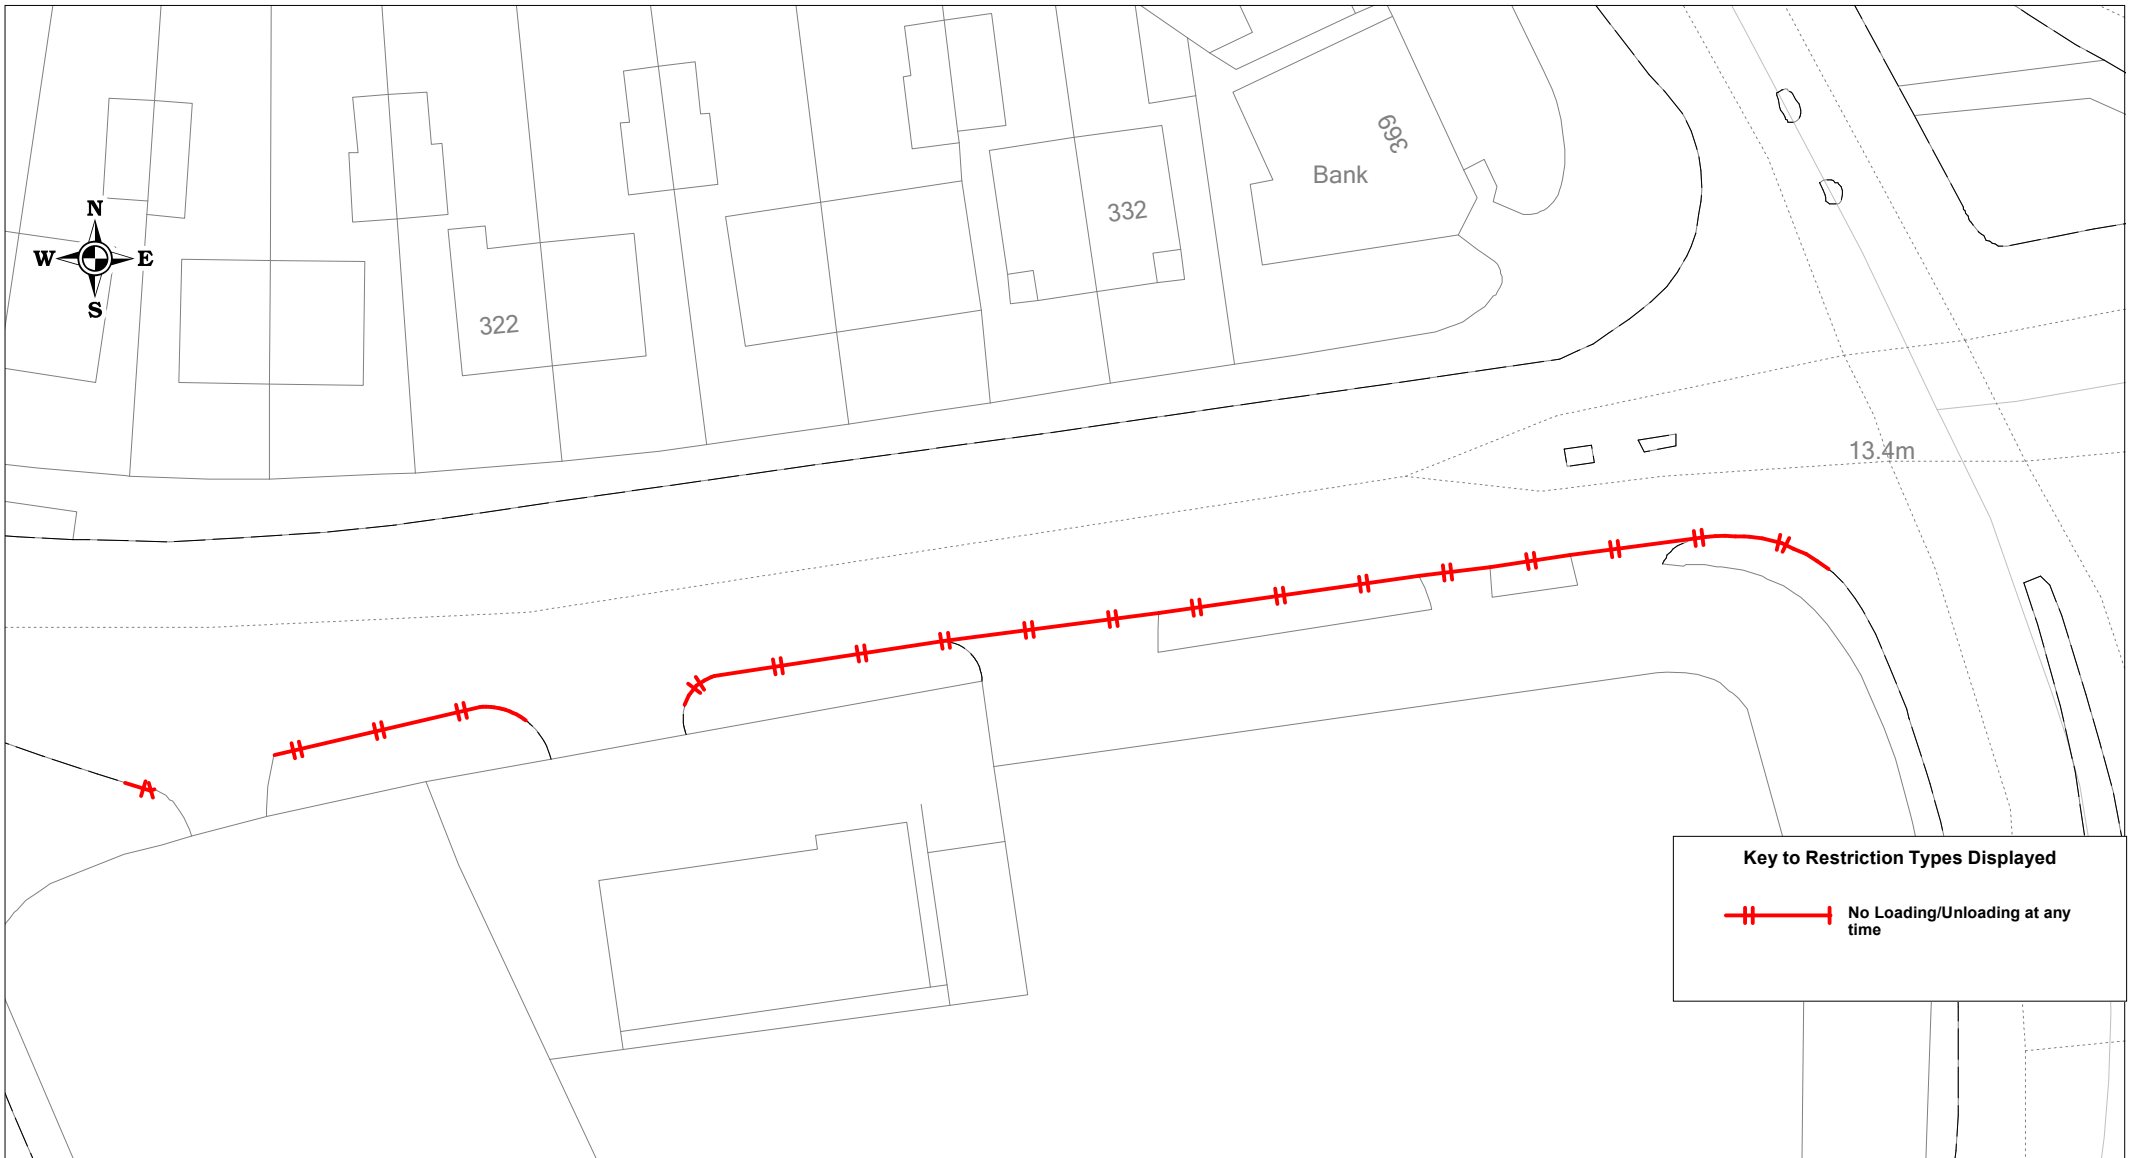 369
Bank
N
332
W E
S
322
13.4m
Key to Restriction Types Displayed
No Loading/Unloading at any
time